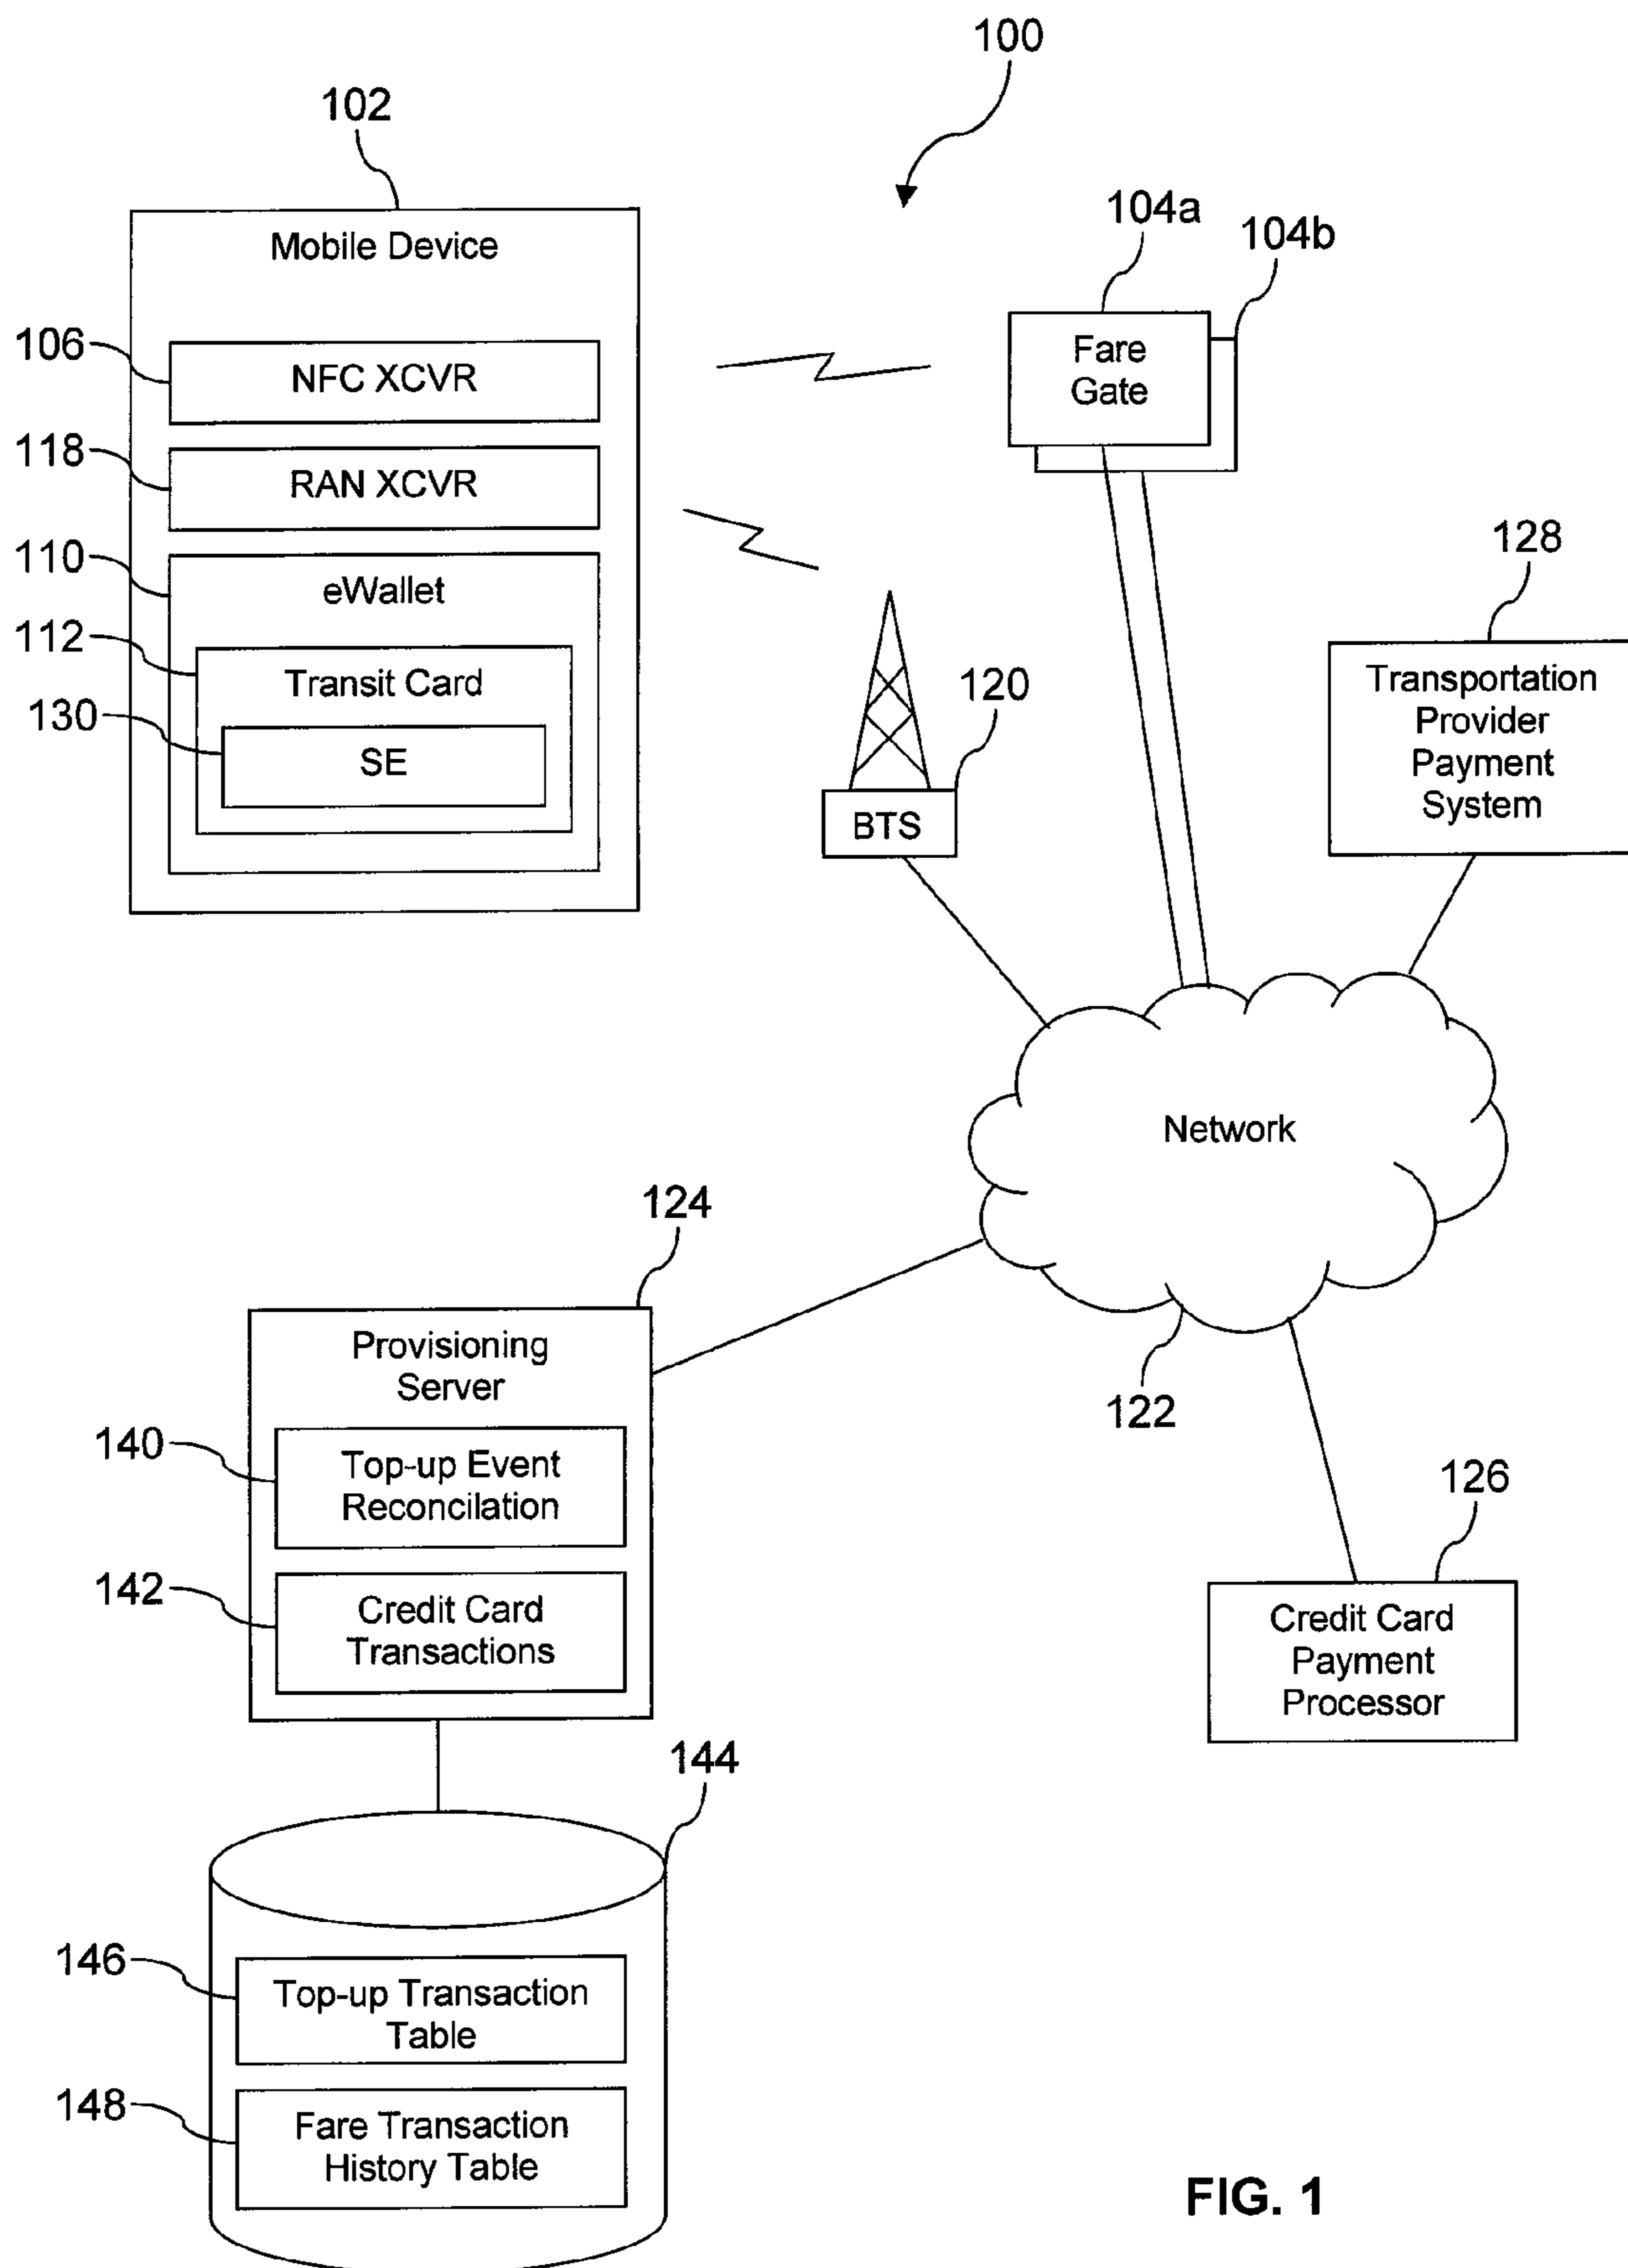 100
102
Mobile Device
104a
104b
106
NFC XCVR
Fare
Gate
118
RAN XCVR
110
eWallet
112
Transit Card
130
SE
120
BTS
128
Transportation
Provider
Payment
System
Network
122
124
Provisioning
Server
140
Top-up Event
Reconcilation
142
Credit Card
Transactions
126
Credit Card
Payment
Processor
144
146
Top-up Transaction
Table
148
Fare Transaction
History Table
FIG. 1